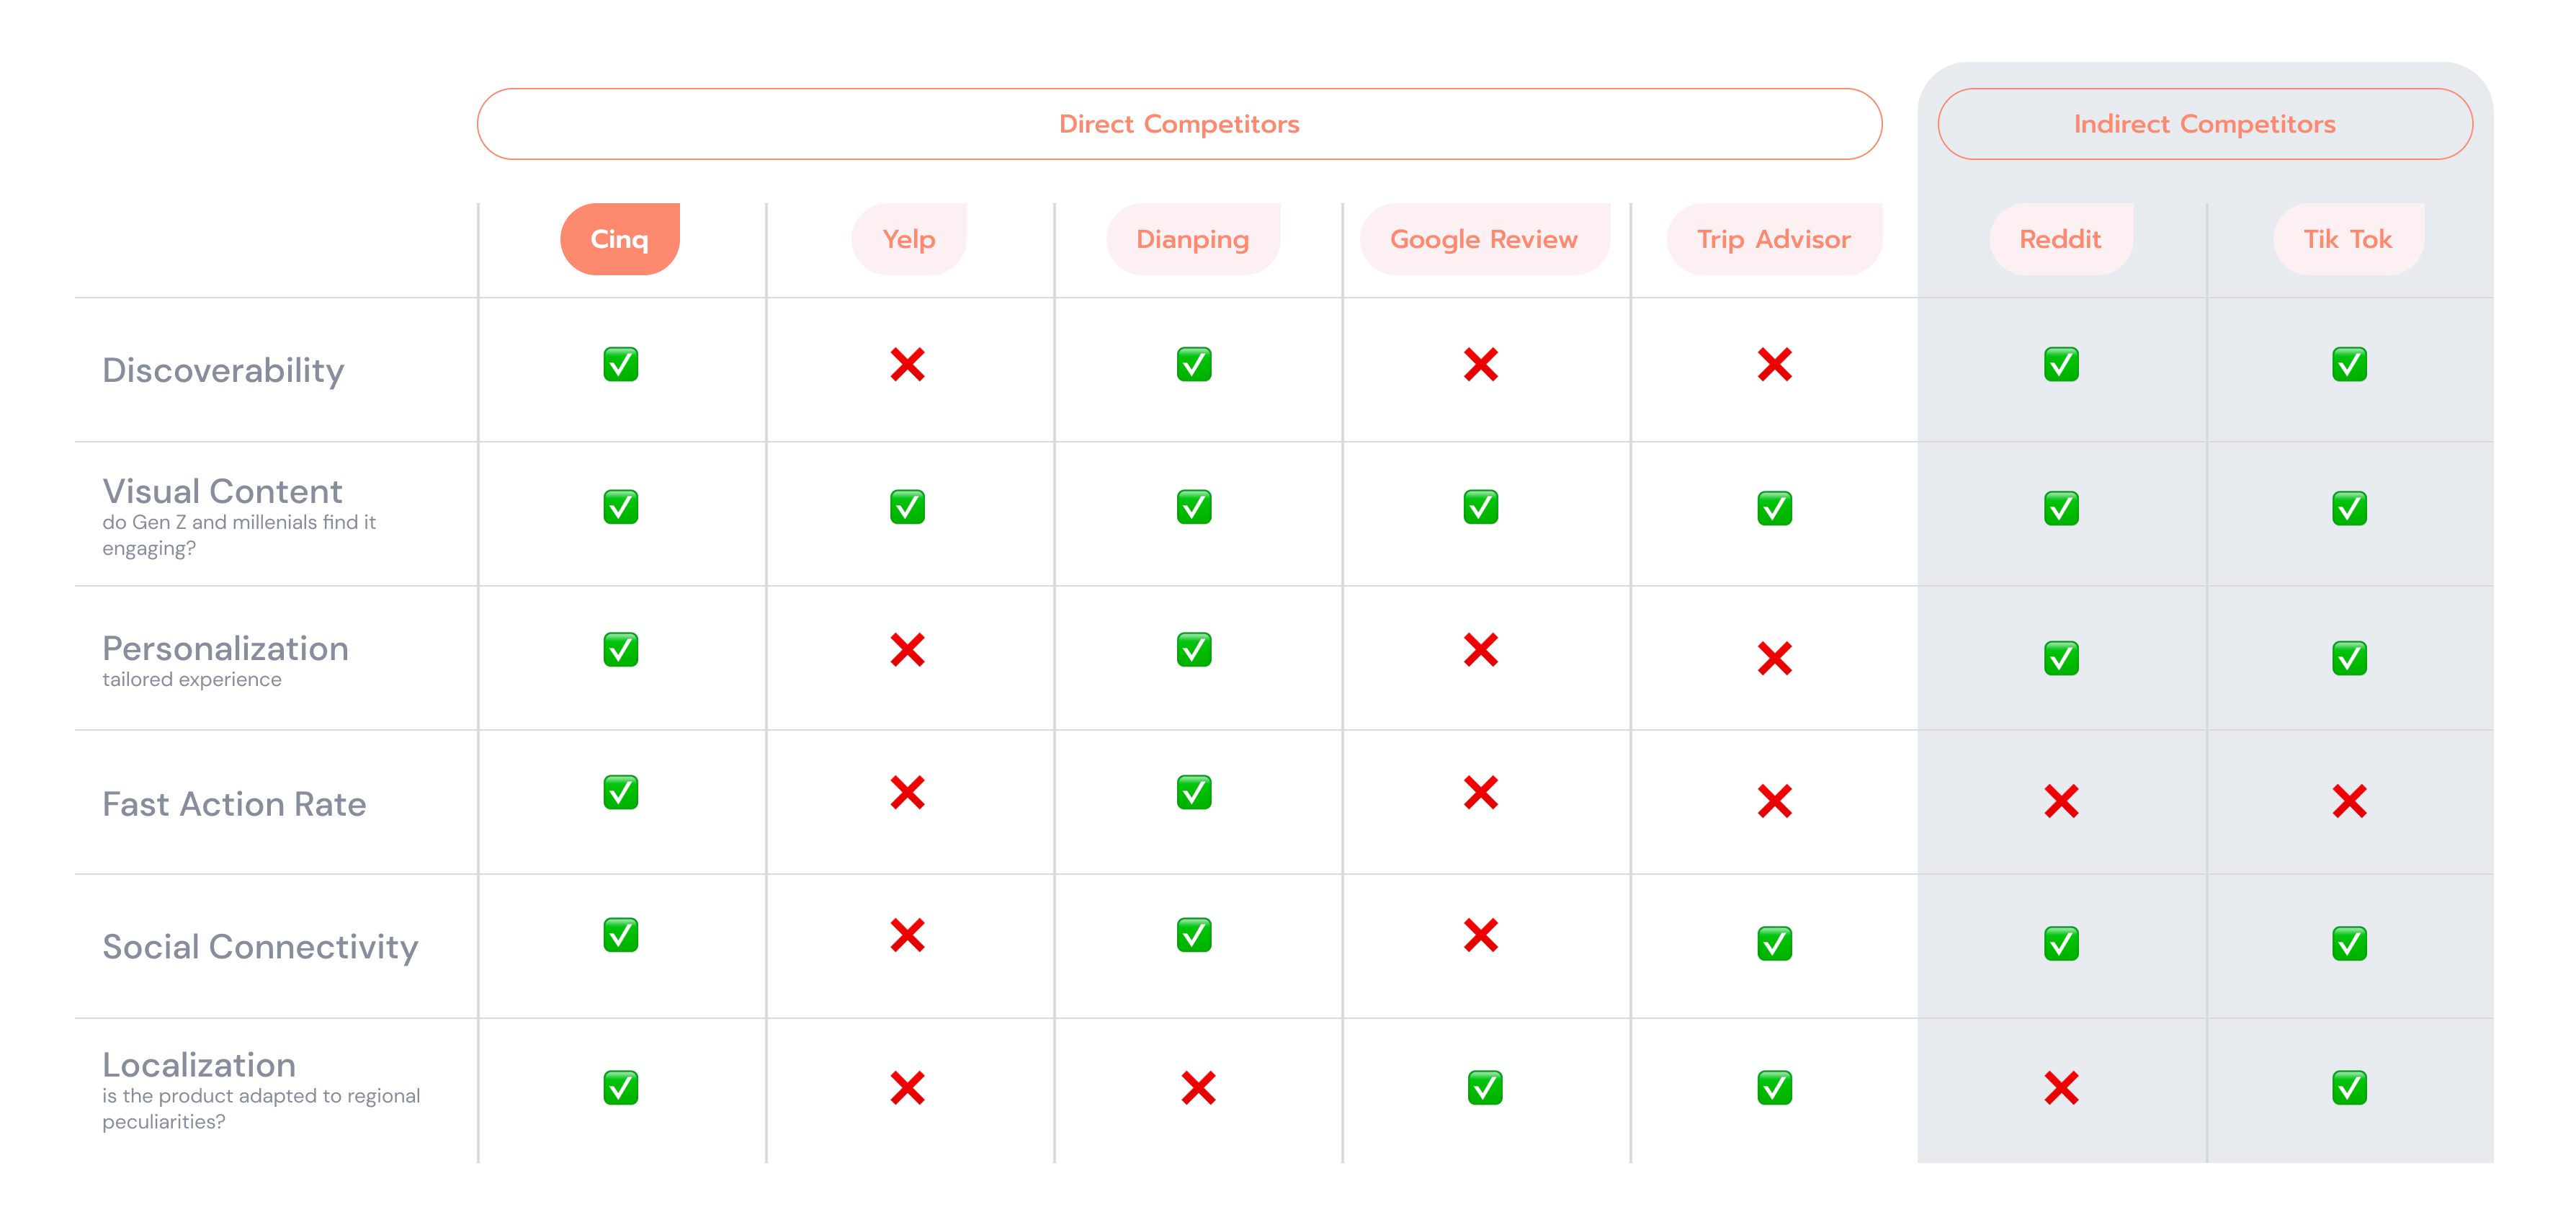 Direct Competitors
Indirect Competitors
Cinq
Yelp
Dianping
Google Review
Trip Advisor
Reddit
Tik Tok
Discoverability
Visual Content
do Gen Z and millenials find it
engaging?
Personalization
tailored experience
Fast Action Rate
Social Connectivity
Localization
is the product adapted to regional
peculiarities?